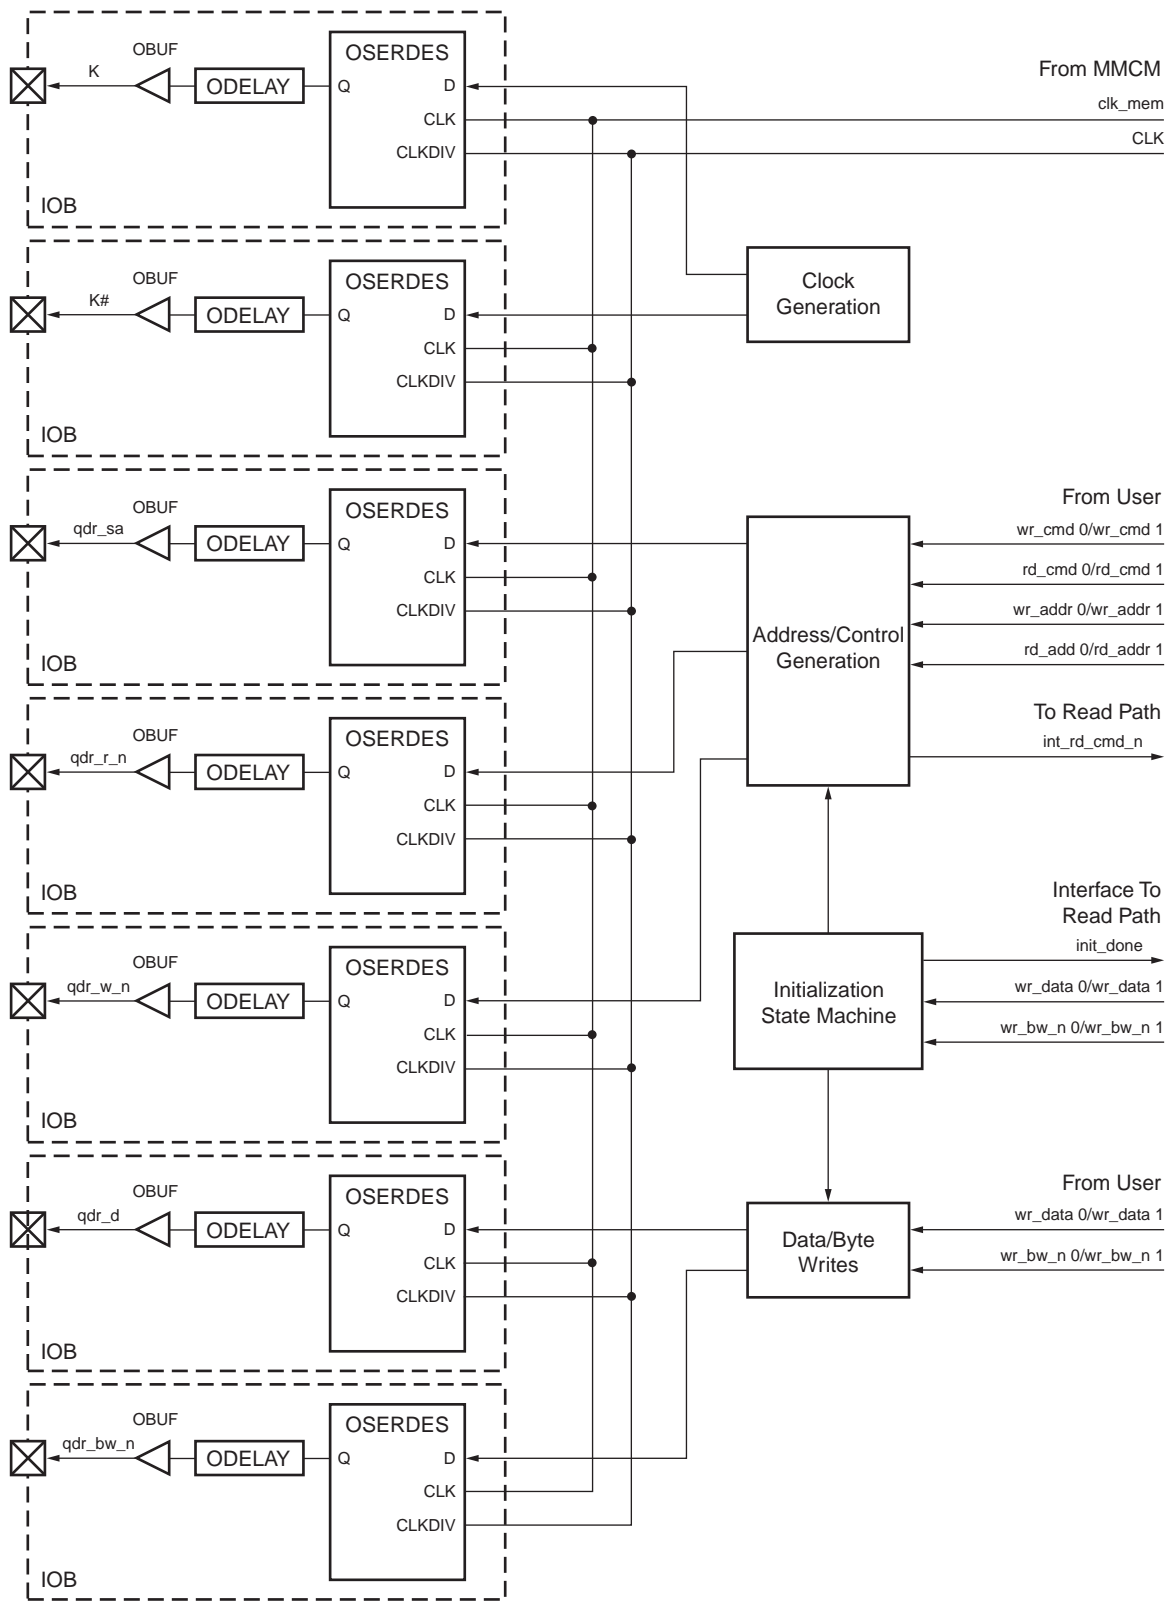 OSERDES
OBUF
K
ODELAY
Q
D
CLK
CLKDIV
IOB
From MMCM
clk_mem
CLK
OSERDES
OBUF
K#
ODELAY
Q
D
CLK
CLKDIV
IOB
Clock
Generation
OSERDES
OBUF
qdr_sa
ODELAY
Q
D
CLK
CLKDIV
IOB
Address/Control
Generation
From User
wr_cmd 0/wr_cmd 1
rd_cmd 0/rd_cmd 1
wr_addr 0/wr_addr 1
rd_add 0/rd_addr 1
To Read Path
int_rd_cmd_n
OSERDES
OBUF
qdr_r_n
ODELAY
Q
D
CLK
CLKDIV
IOB
Interface To
Read Path
init_done
wr_data 0/wr_data 1
wr_bw_n 0/wr_bw_n 1
Initialization
State Machine
OSERDES
OBUF
qdr_w_n
ODELAY
Q
D
CLK
CLKDIV
IOB
OSERDES
OBUF
qdr_d
ODELAY
Q
D
CLK
CLKDIV
IOB
Data/Byte
Writes
From User
wr_data 0/wr_data 1
wr_bw_n 0/wr_bw_n 1
OSERDES
OBUF
qdr_bw_n
ODELAY
Q
D
CLK
CLKDIV
IOB